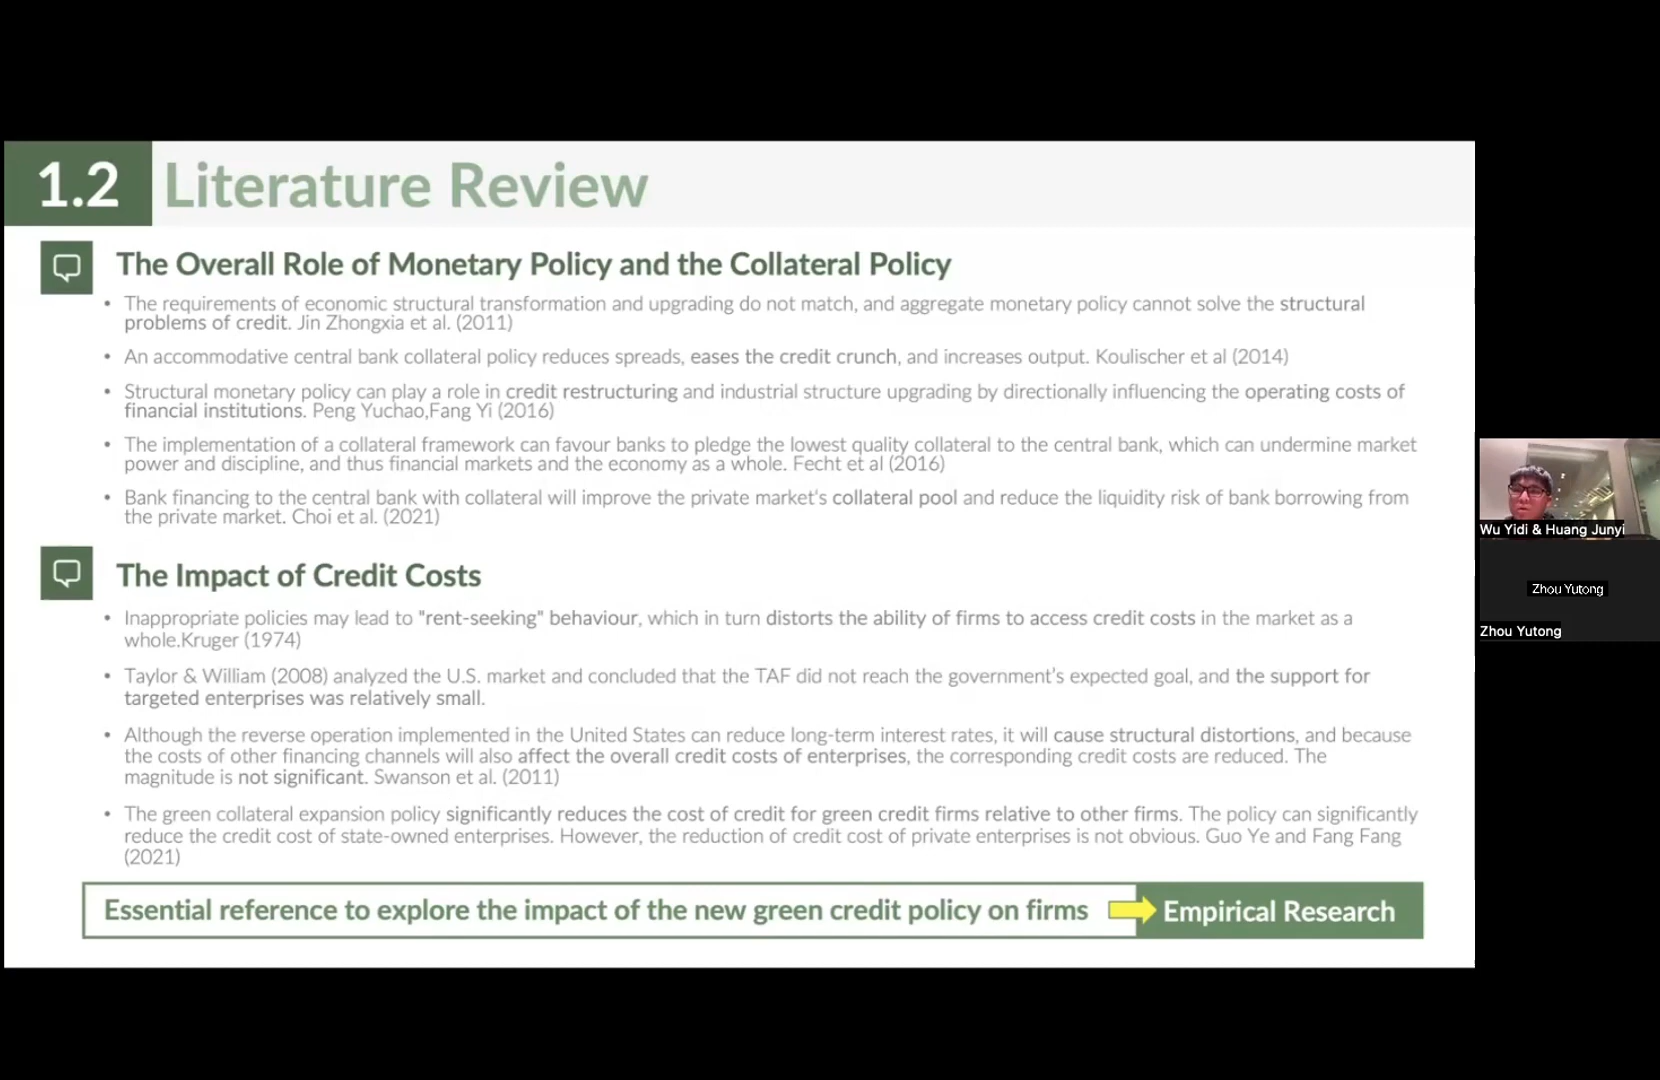 1.2 Literature Review
The Overall Role of Monetary Policy and the Collateral Policy
• The requirements of economic structural transformation and upgrading do not match, and aggregate monetary policy cannot solve the structural
problems of credit. Jin Zhongxia et al. (2011)
• An accommodative central bank collateral policy reduces spreads, eases the credit crunch, and increases output. Koulischer et al (2014)
• Structural monetary policy can play a role in credit restructuring and industrial structure upgrading by directionally influencing the operating costs of
financial institutions. Peng Yuchao,Fang Yi (2016)
• The implementation of a collateral framework can favour banks to pledge the lowest quality collateral to the central bank, which can undermine market
power and discipline, and thus financial markets and the economy as a whole. Fecht et al (2016)
• Bank financing to the central bank with collateral will improve the private market's collateral pool and reduce the liquidity risk of bank borrowing from
the private market. Choi et al. (2021)
The Impact of Credit Costs
• Inappropriate policies may lead to "rent-seeking" behaviour, which in turn distorts the ability of firms to access credit costs in the market as a
whole.Kruger (1974)
• Taylor & William (2008) analyzed the U.S. market and concluded that the TAF did not reach the government's expected goal, and the support for
targeted enterprises was relatively small.
• Although the reverse operation implemented in the United States can reduce long-term interest rates, it will cause structural distortions, and because
the costs of other financing channels will also affect the overall credit costs of enterprises, the corresponding credit costs are reduced. The
magnitude is not significant. Swanson et al. (2011)
• The green collateral expansion policy significantly reduces the cost of credit for green credit firms relative to other firms. The policy can significantly
reduce the credit cost of state-owned enterprises. However, the reduction of credit cost of private enterprises is not obvious. Guo Ye and Fang Fang
(2021)
Essential reference to explore the impact of the new green credit policy on firms Empirical Research
Wu Yidi & Huang Junyi
Zhou Yutong
Zhou Yutong